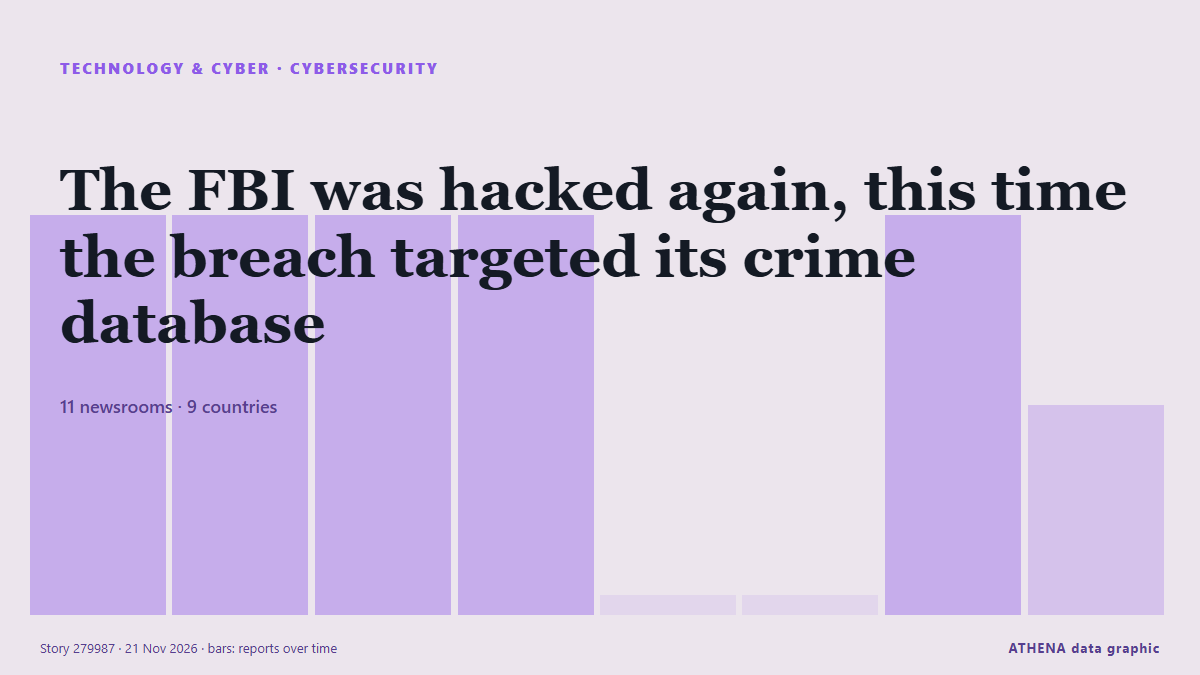 TECHNOLOGY & CYBER · CYBERSECURITY
The FBI was hacked again, this time
the breach targeted its crime
database
11 newsrooms · 9 countries
Story 279987 · 21 Nov 2026 · bars: reports over time
ATHENA data graphic